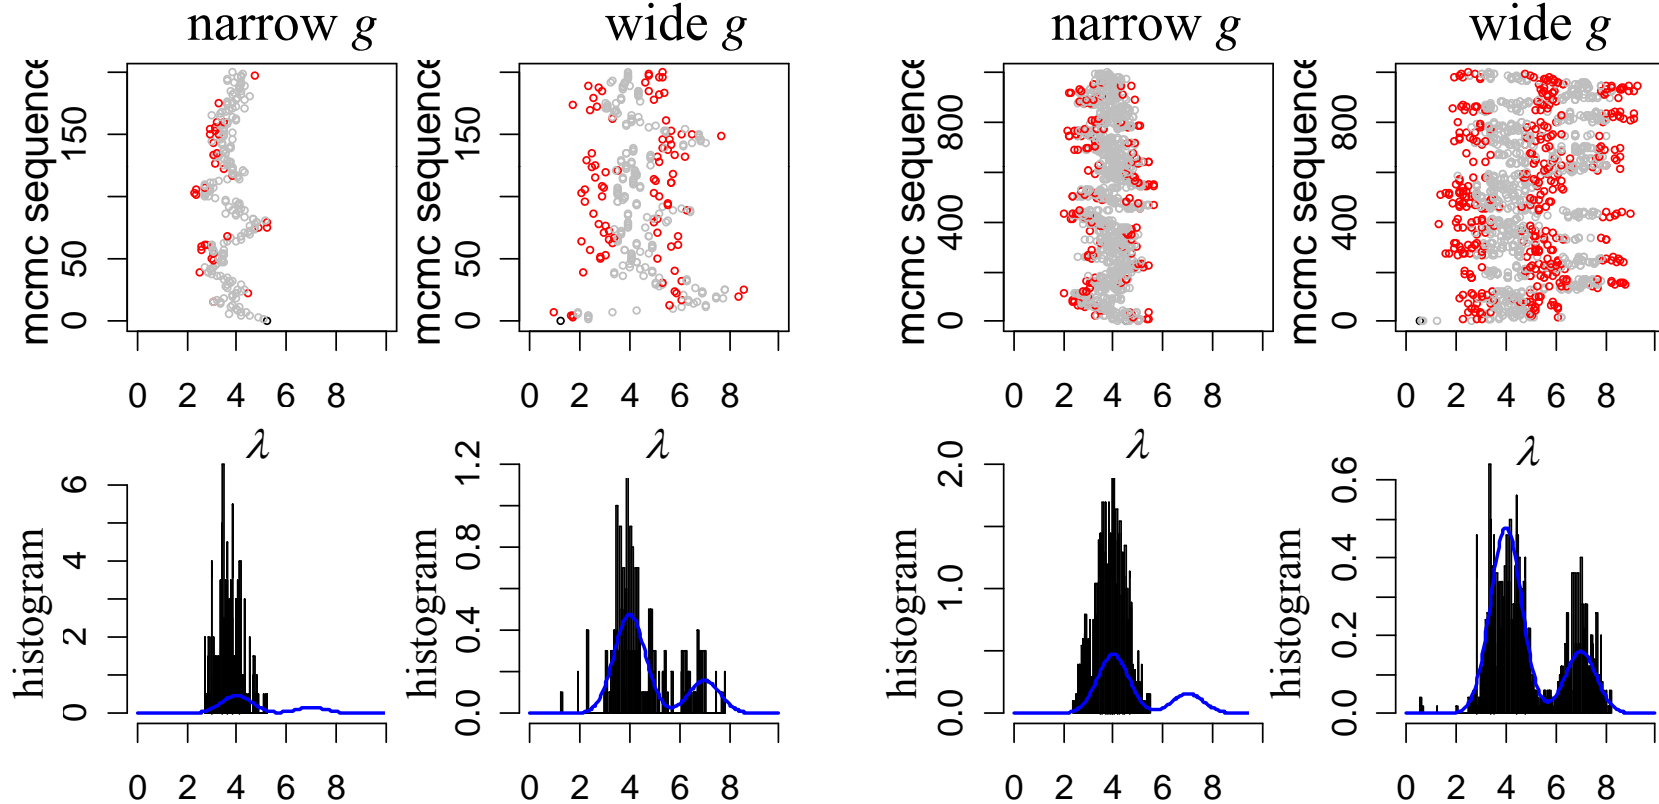 narrow g
wide g
narrow g
wide g
mcmc sequence
0 50 150
mcmc sequence
0 50 150
mcmc sequence
0 400 800
mcmc sequence
0 400 800
0 2 4 6 8
0 2 4 6 8
0 2 4 6 8
0 2 4 6 8
λ
λ
λ
λ
histogram
0 2 4 6
histogram
0.0 0.4 0.8 1.2
histogram
0.0 1.0 2.0
histogram
0.0 0.2 0.4 0.6
0 2 4 6 8
0 2 4 6 8
0 2 4 6 8
0 2 4 6 8